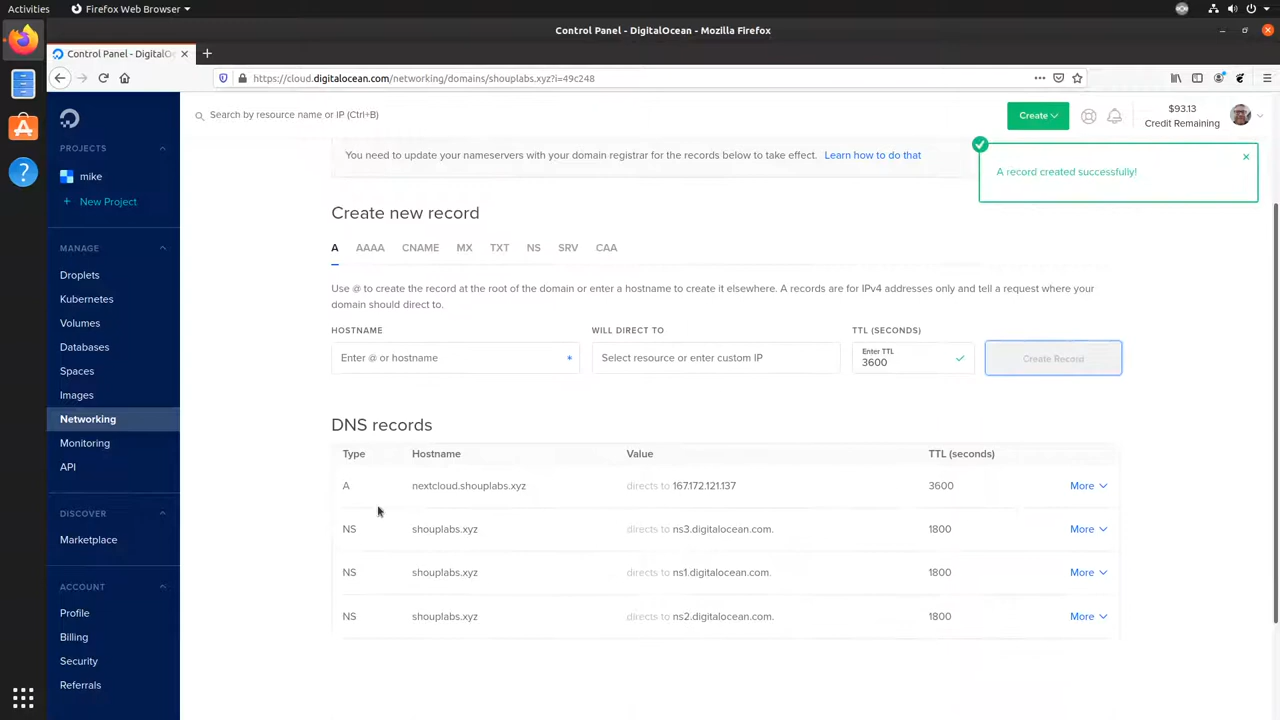 Activities
Firefox Web Browser
Control Panel - DigitalOcean - Mozilla Firefox
Control Panel - DigitalOc
https://cloud.digitalocean.com/networking/domains/shouplabs.xyz?i=49c248
Search by resource name or IP (Ctrl+B)
Create
$93.13
Credit Remaining
PROJECTS
mike
+ New Project
MANAGE
Droplets
Kubernetes
Volumes
Databases
Spaces
Images
Networking
Monitoring
API
DISCOVER
Marketplace
ACCOUNT
Profile
Billing
Security
Referrals
You need to update your nameservers with your domain registrar for the records below to take effect. Learn how to do that
A record created successfully!
Create new record
A AAAA CNAME MX TXT NS SRV CAA
Use @ to create the record at the root of the domain or enter a hostname to create it elsewhere. A records are for IPv4 addresses only and tell a request where your
domain should direct to.
HOSTNAME WILL DIRECT TO TTL (SECONDS)
Enter @ or hostname * Select resource or enter custom IP Enter TTL 3600 Create Record
DNS records
Type Hostname Value TTL (seconds)
A nextcloud.shouplabs.xyz directs to 167.172.121.137 3600 More
NS shouplabs.xyz directs to ns3.digitalocean.com. 1800 More
NS shouplabs.xyz directs to ns1.digitalocean.com. 1800 More
NS shouplabs.xyz directs to ns2.digitalocean.com. 1800 More